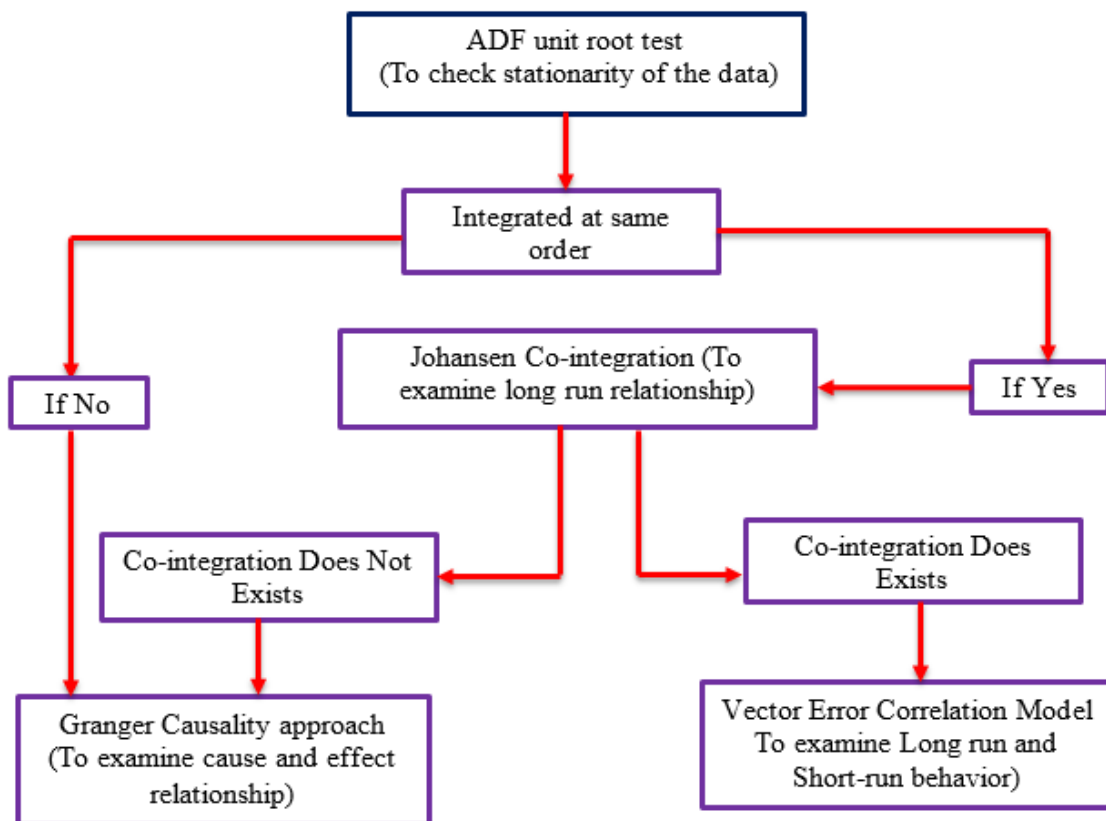 ADF unit root test
(To check stationarity of the data)
Integrated at same
order
Johansen Co-integration (To
examine long run relationship)
If No
If Yes
Co-integration Does Not
Exists
Co-integration Does
Exists
Granger Causality approach
(To examine cause and effect
relationship)
Vector Error Correlation Model
To examine Long run and
Short-run behavior)